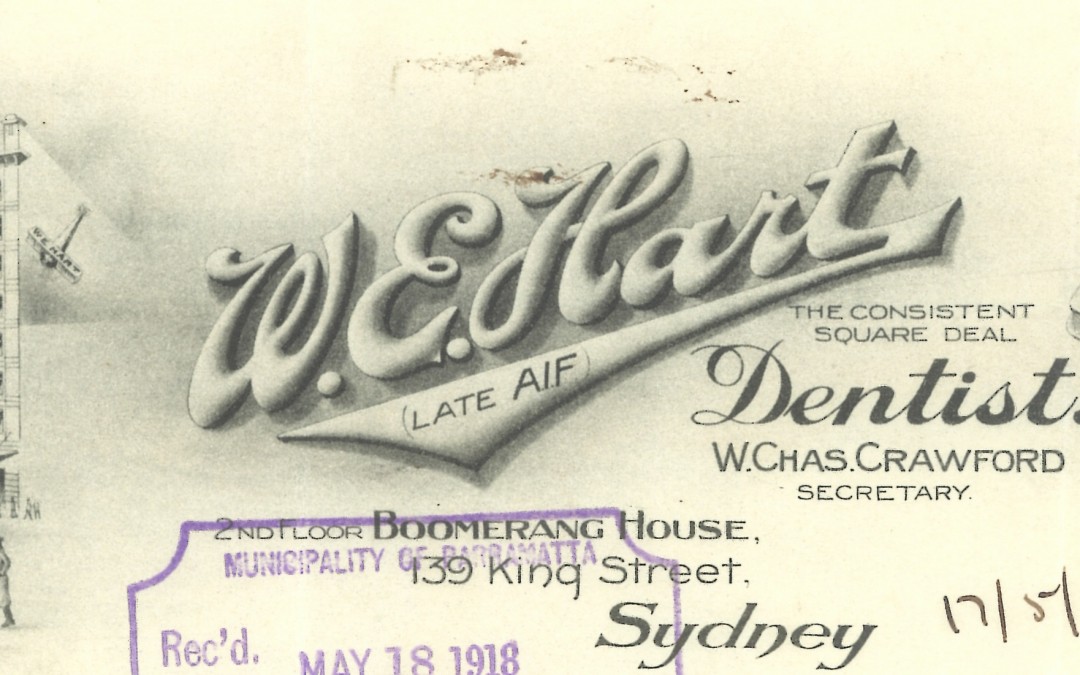 W.E.HART
W.E.Hart
(LATE A.I.F)
THE CONSISTENT
SQUARE DEAL
Dentist.
W.CHAS.CRAWFORD
SECRETARY.
2ND FLOOR BOOMERANG HOUSE,
139 King Street,
Sydney
17/5/
MUNICIPALITY OF PARRAMATTA
Rec'd. MAY 18 1918